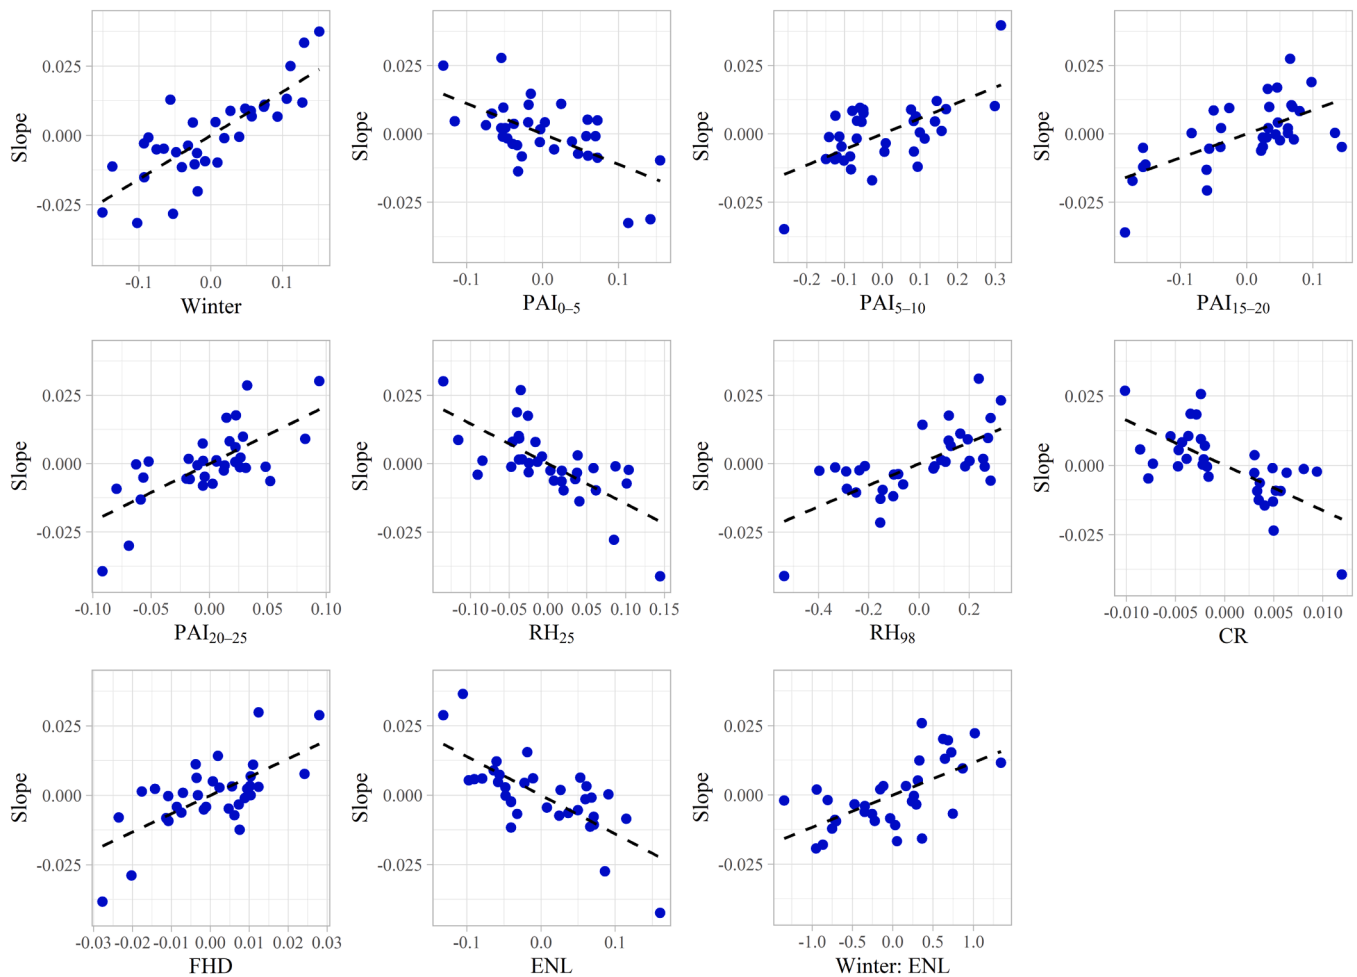 Slope
0.025
0.000
-0.025
-0.1 0.0 0.1
Winter
Slope
0.025
0.000
-0.025
-0.1 0.0 0.1
PAI0–5
Slope
0.025
0.000
-0.025
-0.2 -0.1 0.0 0.1 0.2 0.3
PAI5–10
Slope
0.025
0.000
-0.025
-0.1 0.0 0.1
PAI15–20
Slope
0.025
0.000
-0.025
-0.10 -0.05 0.00 0.05 0.10
PAI20–25
Slope
0.025
0.000
-0.025
-0.10 -0.05 0.00 0.05 0.10 0.15
RH25
Slope
0.025
0.000
-0.025
-0.4 -0.2 0.0 0.2
RH98
Slope
0.025
0.000
-0.025
-0.010 -0.005 0.000 0.005 0.010
CR
Slope
0.025
0.000
-0.025
-0.03 -0.02 -0.01 0.00 0.01 0.02 0.03
FHD
Slope
0.025
0.000
-0.025
-0.1 0.0 0.1
ENL
Slope
0.025
0.000
-0.025
-1.0 -0.5 0.0 0.5 1.0
Winter: ENL